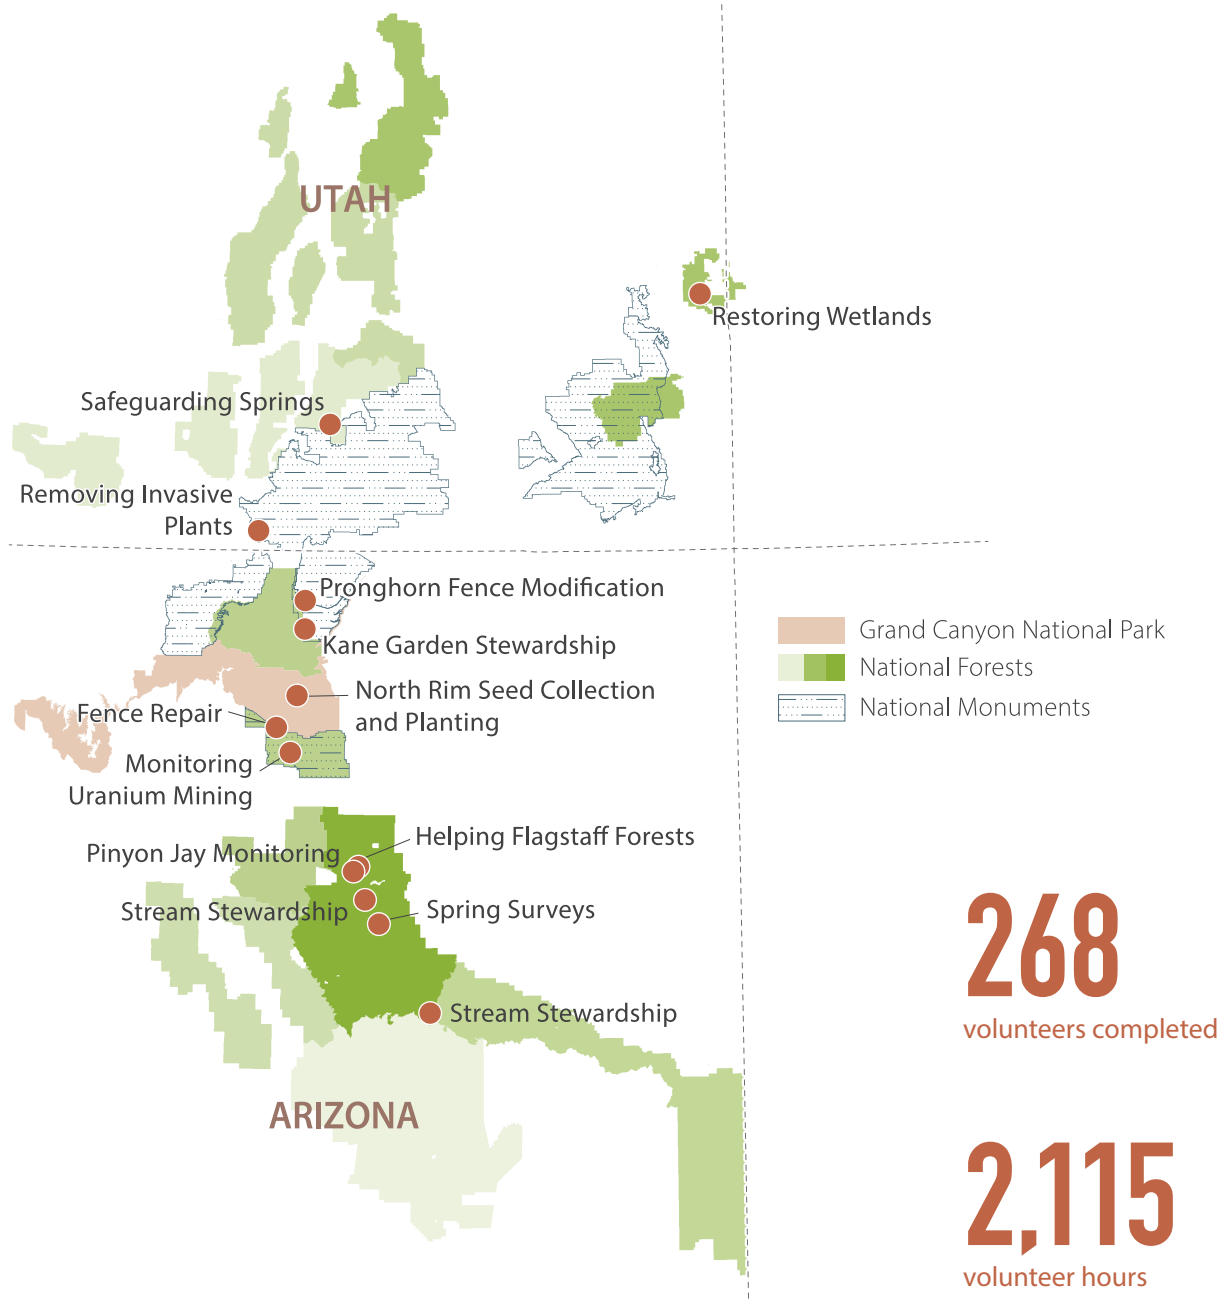 UTAH
Restoring Wetlands
Safeguarding Springs
Removing Invasive
Plants
Pronghorn Fence Modification
Kane Garden Stewardship
Grand Canyon National Park
National Forests
National Monuments
North Rim Seed Collection
and Planting
Fence Repair
Monitoring
Uranium Mining
Helping Flagstaff Forests
Pinyon Jay Monitoring
Stream Stewardship
Spring Surveys
Stream Stewardship
ARIZONA
268
volunteers completed
2,115
volunteer hours